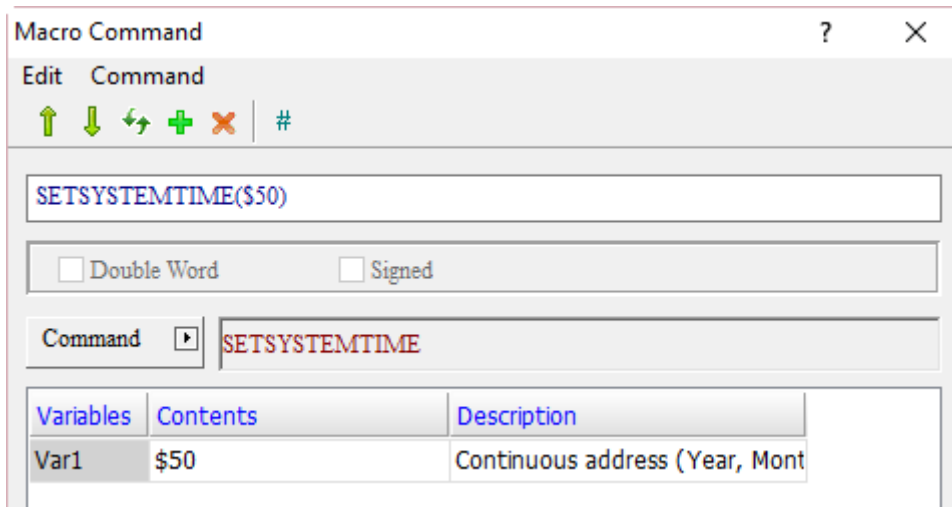 Macro Command ?
Edit Command
#
SETSYSTEMTIME($50)
Double Word Signed
Command SETSYSTEMTIME
Variables Contents Description
Var1 $50 Continuous address (Year, Mont